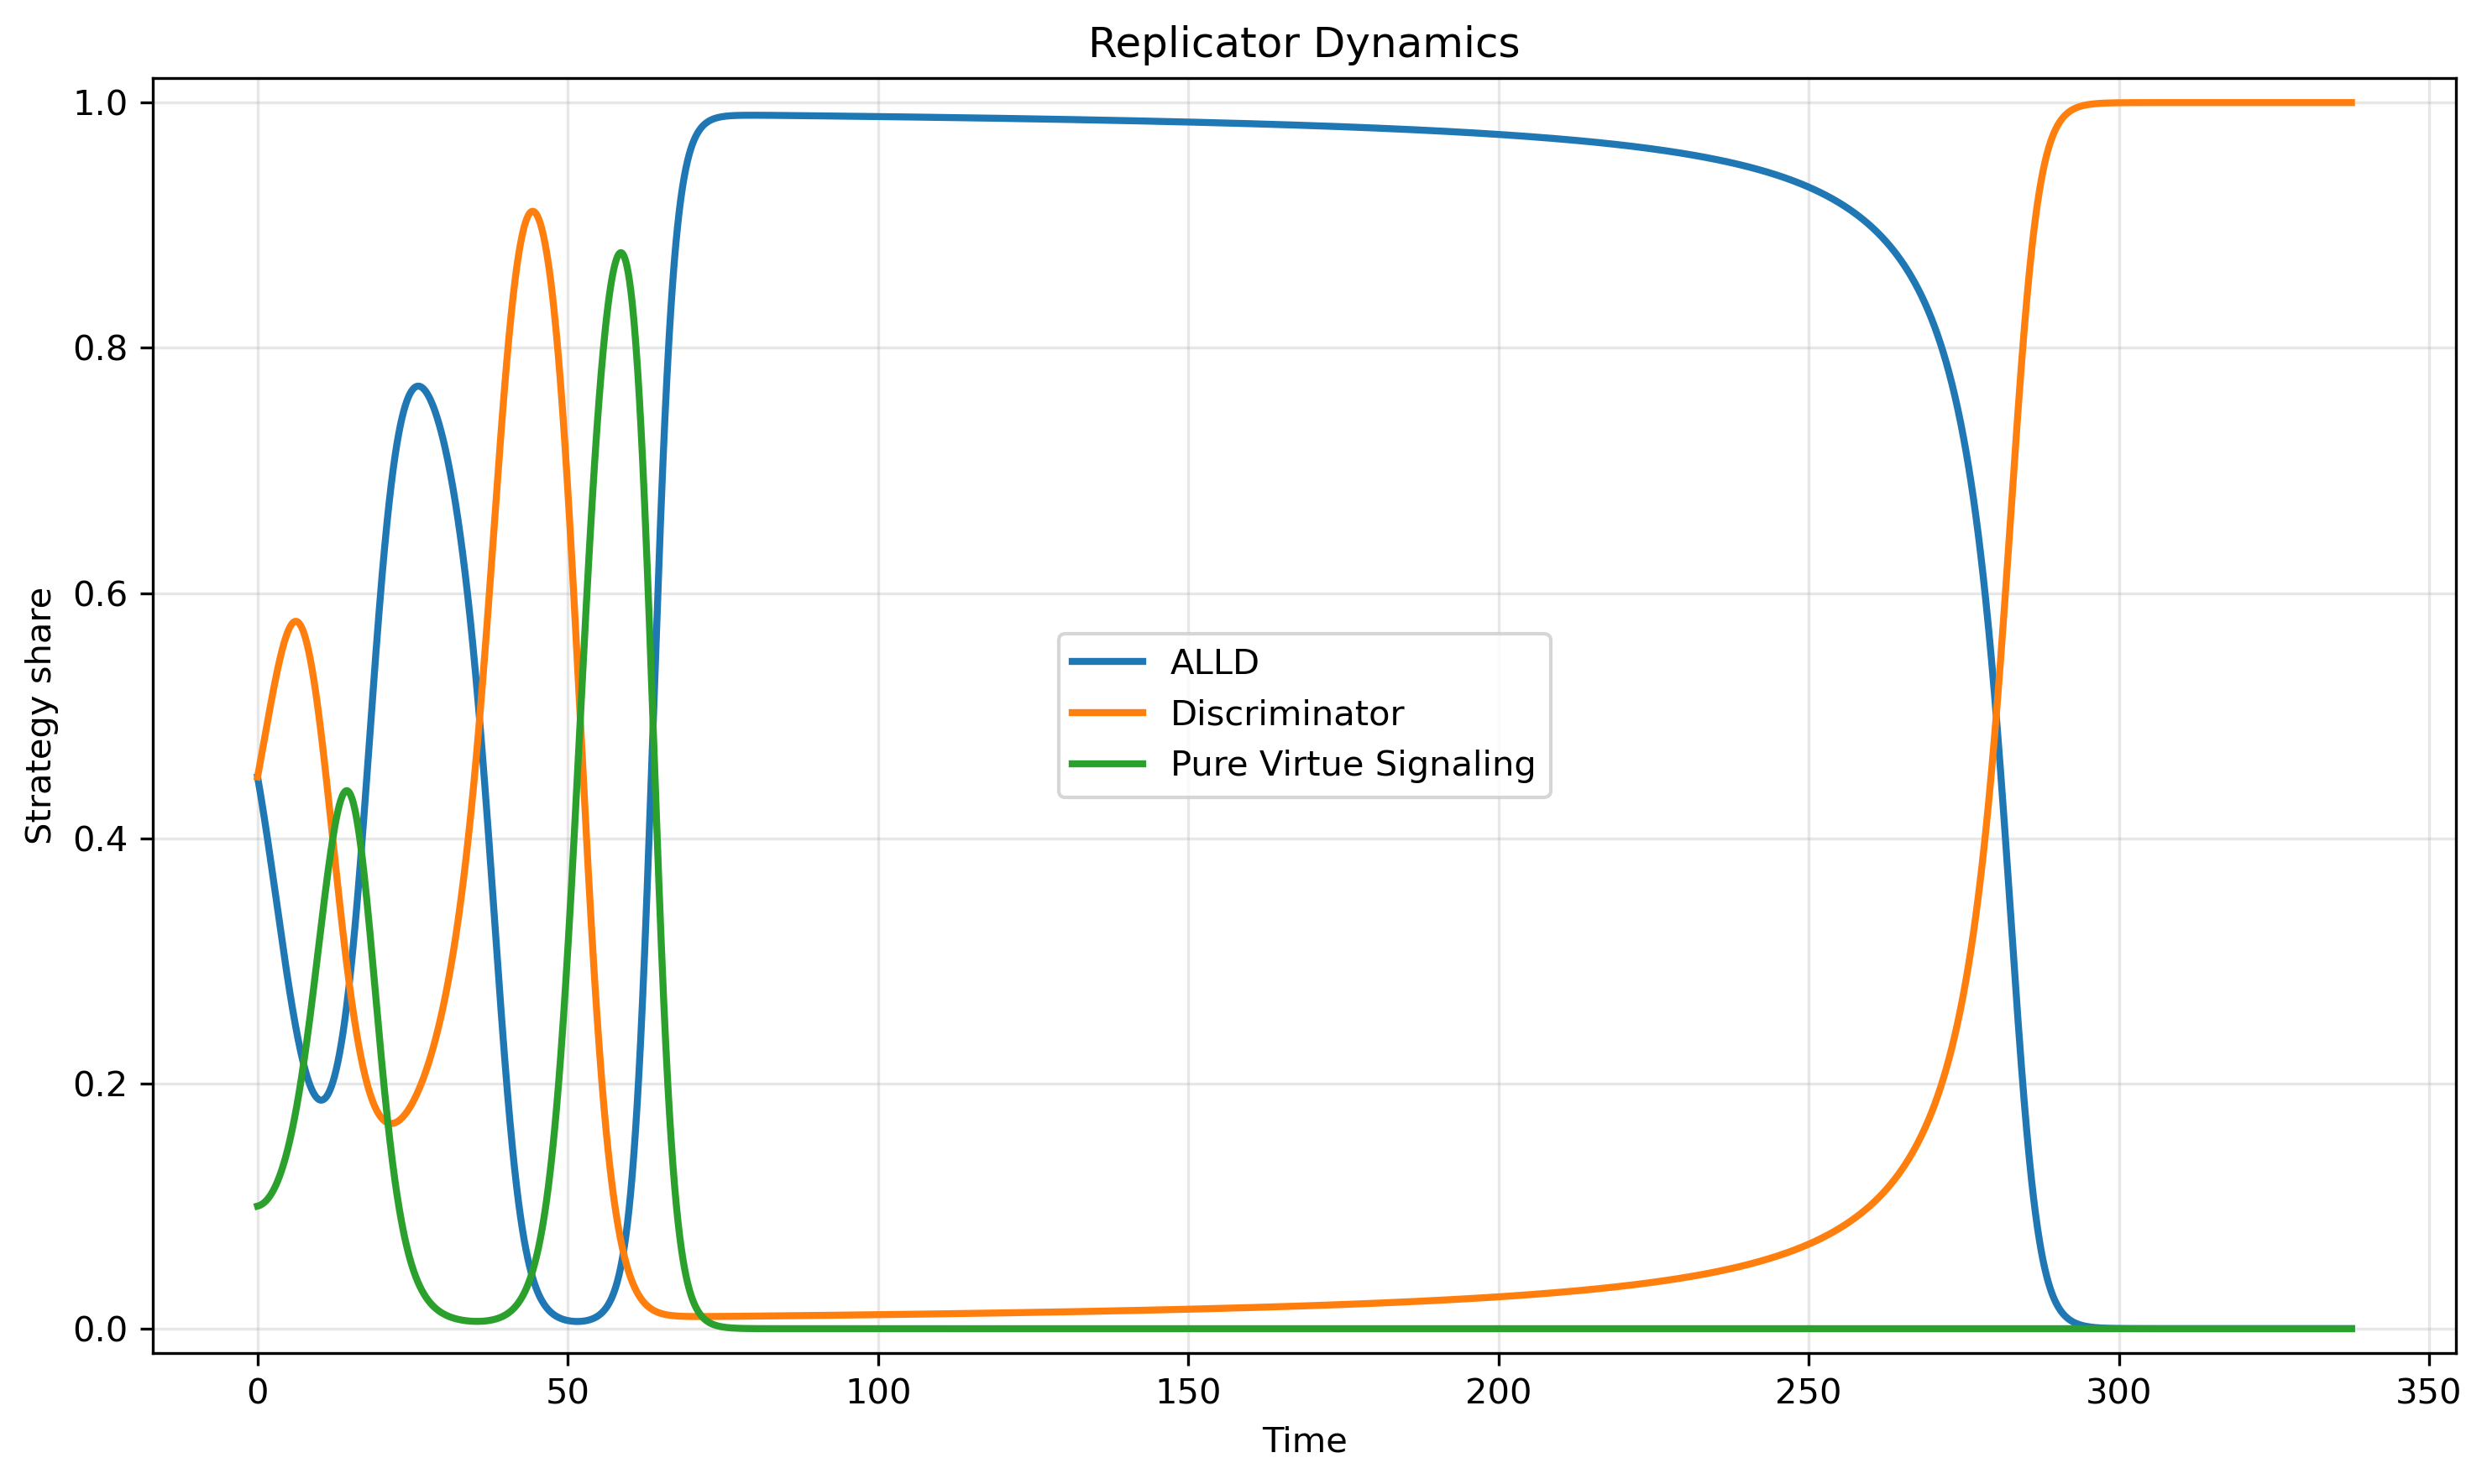 Replicator Dynamics
1.0
0.8
0.6
0.4
0.2
0.0
Strategy share
ALLD
Discriminator
Pure Virtue Signaling
0 50 100 150 200 250 300 350
Time